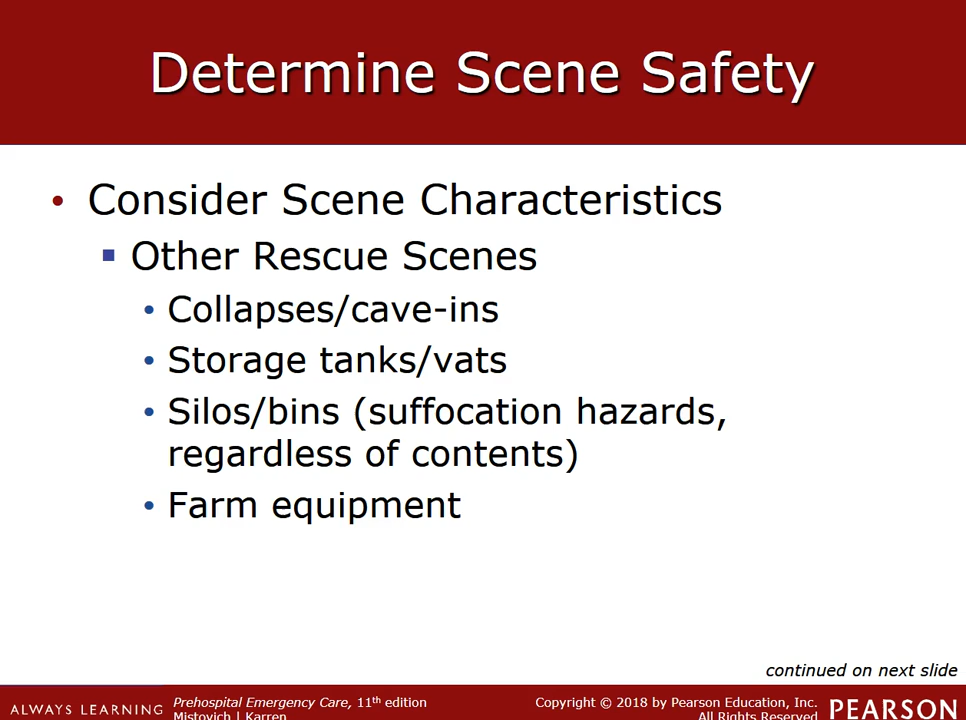 Determine Scene Safety
• Consider Scene Characteristics
▪ Other Rescue Scenes
• Collapses/cave-ins
• Storage tanks/vats
• Silos/bins (suffocation hazards,
regardless of contents)
• Farm equipment
continued on next slide
ALWAYS LEARNING
Prehospital Emergency Care, 11th edition
Mistovich | Karren
Copyright © 2018 by Pearson Education, Inc.
All Rights Reserved
PEARSON